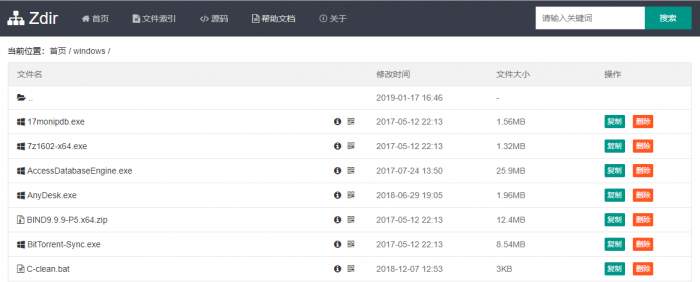 Zdir 首页 文件索引 源码 帮助文档 关于 请输入关键词 搜索
当前位置：首页 / windows /
文件名 修改时间 文件大小 操作
.. 2019-01-17 16:46 -
17monipdb.exe 2017-05-12 22:13 1.56MB 复制 删除
7z1602-x64.exe 2017-05-12 22:13 1.32MB 复制 删除
AccessDatabaseEngine.exe 2017-07-24 13:50 25.9MB 复制 删除
AnyDesk.exe 2018-06-29 19:05 1.96MB 复制 删除
BIND9.9.9-P5.x64.zip 2017-05-12 22:13 12.4MB 复制 删除
BitTorrent-Sync.exe 2017-05-12 22:13 8.54MB 复制 删除
C-clean.bat 2018-12-07 12:53 3KB 复制 删除